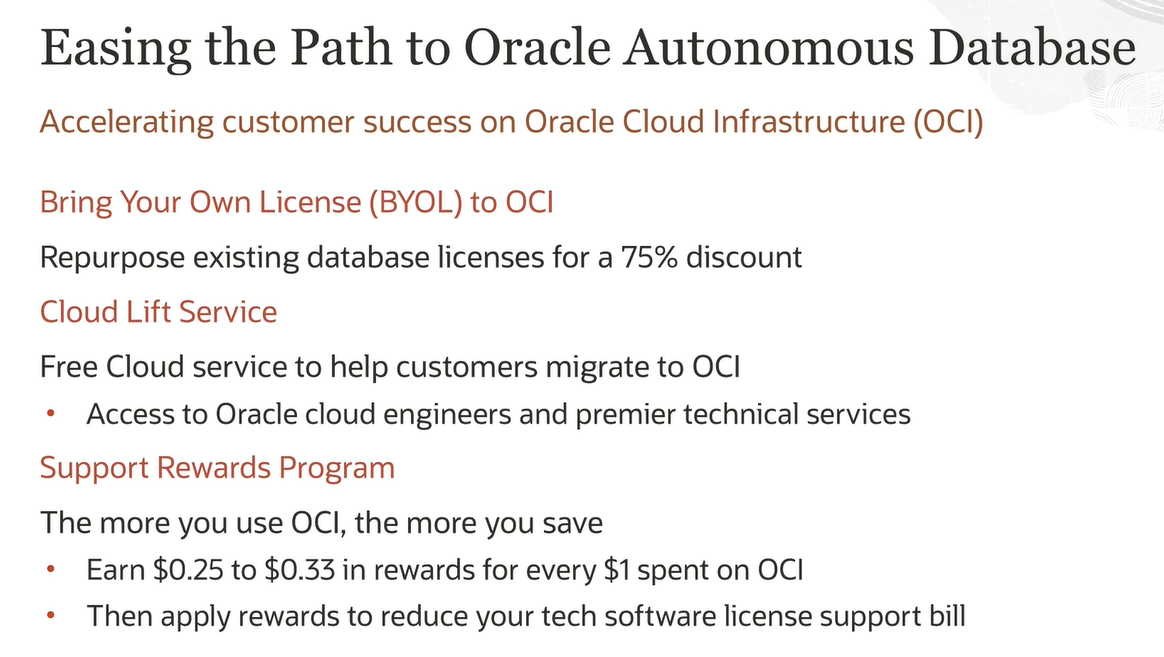 Easing the Path to Oracle Autonomous Database
Accelerating customer success on Oracle Cloud Infrastructure (OCI)
Bring Your Own License (BYOL) to OCI
Repurpose existing database licenses for a 75% discount
Cloud Lift Service
Free Cloud service to help customers migrate to OCI
• Access to Oracle cloud engineers and premier technical services
Support Rewards Program
The more you use OCI, the more you save
• Earn $0.25 to $0.33 in rewards for every $1 spent on OCI
• Then apply rewards to reduce your tech software license support bill